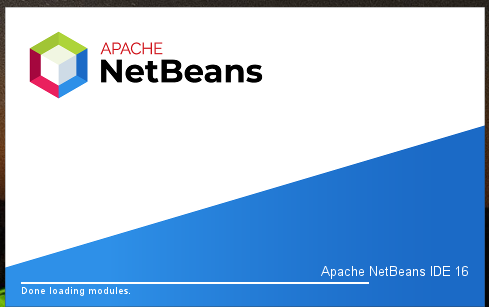 APACHE
NetBeans
Apache NetBeans IDE 16
Done loading modules.